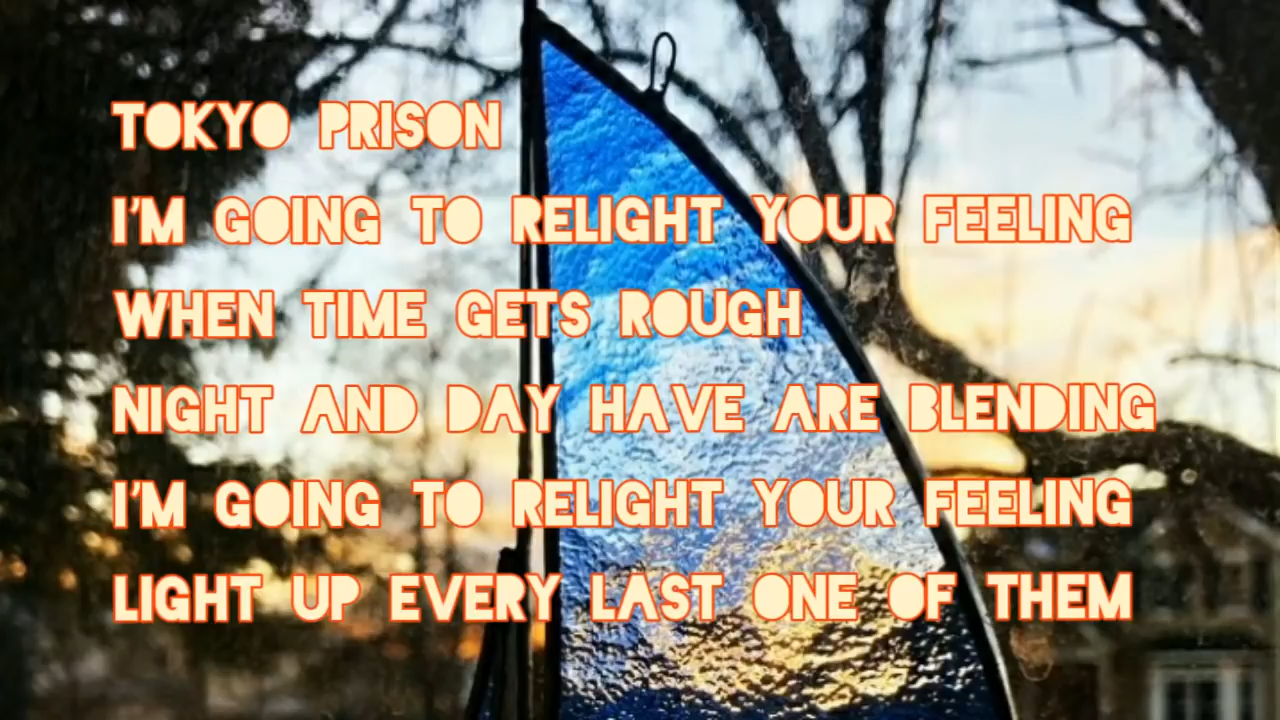 TOKYO PRISON
I'M GOING TO RELIGHT YOUR FEELING
WHEN TIME GETS ROUGH
NIGHT AND DAY HAVE ARE BLENDING
I'M GOING TO RELIGHT YOUR FEELING
LIGHT UP EVERY LAST ONE OF THEM